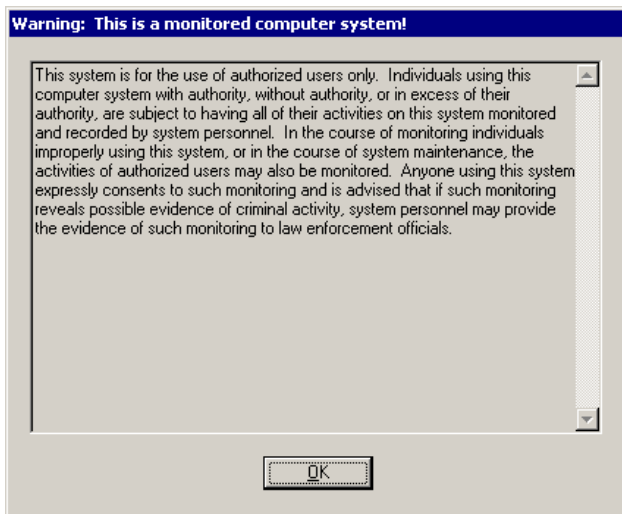 Warning:  This is a monitored computer system!
This system is for the use of authorized users only.  Individuals using this
computer system with authority, without authority, or in excess of their
authority, are subject to having all of their activities on this system monitored
and recorded by system personnel.  In the course of monitoring individuals
improperly using this system, or in the course of system maintenance, the
activities of authorized users may also be monitored.  Anyone using this system
expressly consents to such monitoring and is advised that if such monitoring
reveals possible evidence of criminal activity, system personnel may provide
the evidence of such monitoring to law enforcement officials.
OK